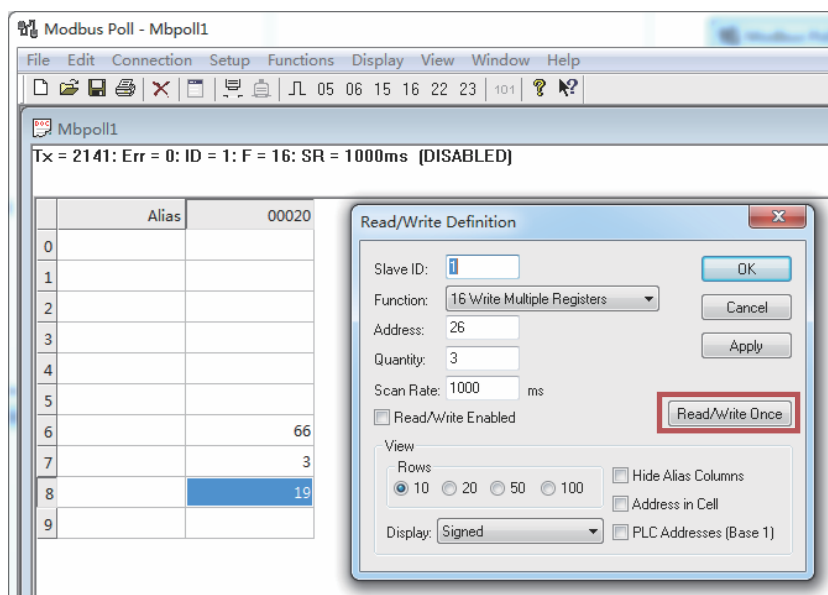 Modbus Poll - Mbpoll1
File Edit Connection Setup Functions Display View Window Help
05 06 15 16 22 23 101
Mbpoll1
Tx = 2141: Err = 0: ID = 1: F = 16: SR = 1000ms (DISABLED)
Alias 00020
0
1
2
3
4
5
6 66
7 3
8 19
9
Read/Write Definition
Slave ID: 1
OK
Function: 16 Write Multiple Registers
Cancel
Address: 26
Apply
Quantity: 3
Scan Rate: 1000 ms
Read/Write Enabled
Read/Write Once
View
Rows
10 20 50 100
Hide Alias Columns
Address in Cell
Display: Signed
PLC Addresses (Base 1)